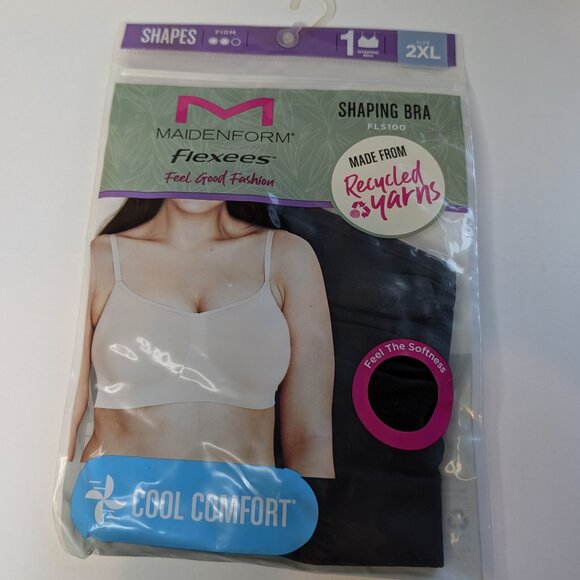 SHAPES
FIRM
1
SHAPING
BRA
SIZE
2XL
MAIDENFORM®
flexees™
Feel Good Fashion
SHAPING BRA
FLS100
MADE FROM
Recycled
yarns
Feel The Softness
COOL COMFORT®